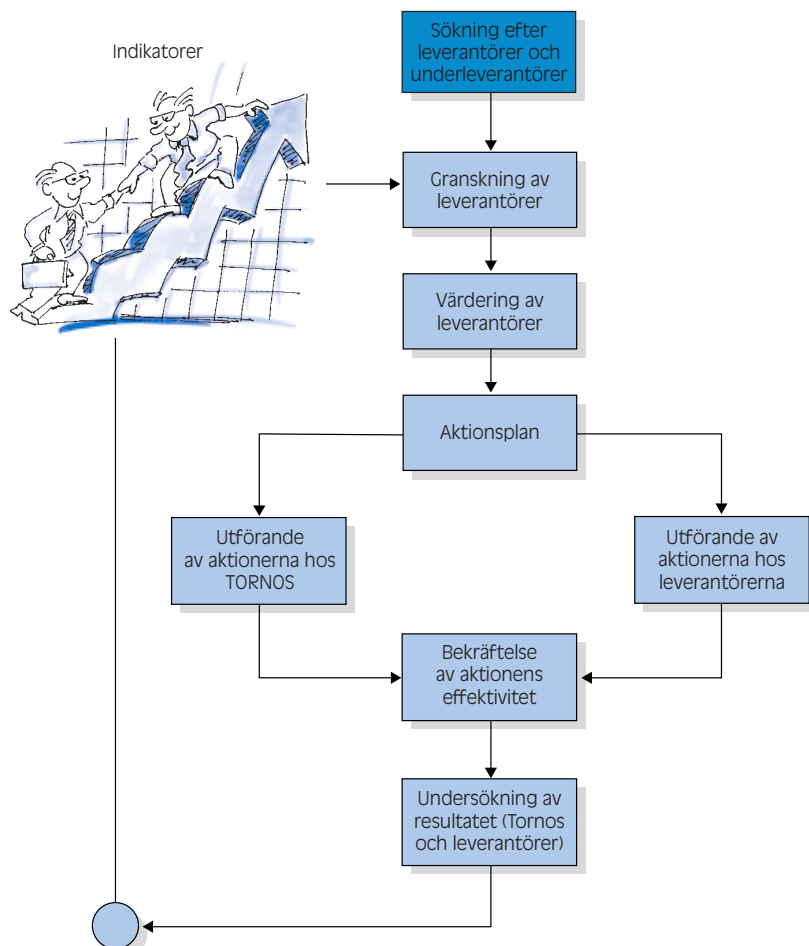 Indikatorer
Sökning efter
leverantörer och
underleverantörer
Granskning av
leverantörer
Värdering av
leverantörer
Aktionsplan
Utförande
av aktionerna hos
TORNOS
Utförande av
aktionerna hos
leverantörerna
Bekräftelse
av aktionens
effektivitet
Undersökning av
resultatet (Tornos
och leverantörer)